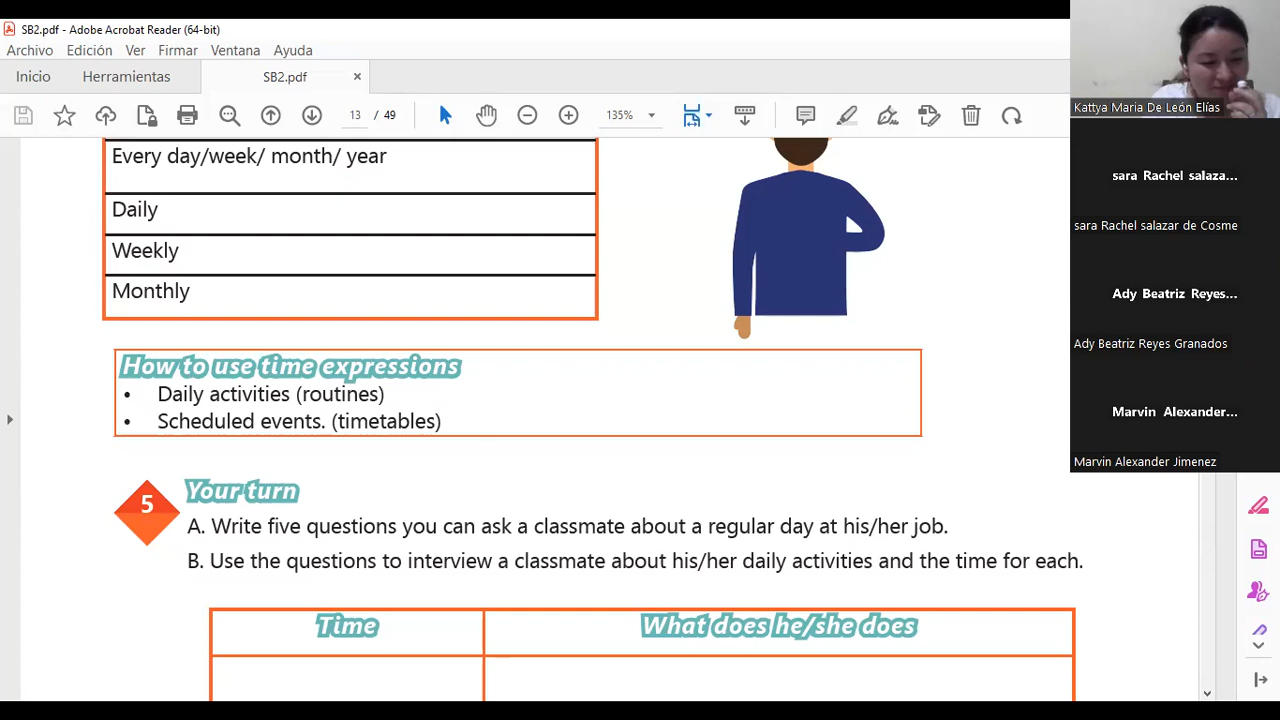 SB2.pdf - Adobe Acrobat Reader (64-bit)
Archivo Edición Ver Firmar Ventana Ayuda
Inicio Herramientas SB2.pdf ×
13 / 49 135%
Every day/week/ month/ year
Daily
Weekly
Monthly
How to use time expressions
• Daily activities (routines)
• Scheduled events. (timetables)
5 Your turn
A. Write five questions you can ask a classmate about a regular day at his/her job.
B. Use the questions to interview a classmate about his/her daily activities and the time for each.
Time What does he/she does
Kattya Maria De León Elías
sara Rachel salaza...
sara Rachel salazar de Cosme
Ady Beatriz Reyes...
Ady Beatriz Reyes Granados
Marvin Alexander...
Marvin Alexander Jimenez